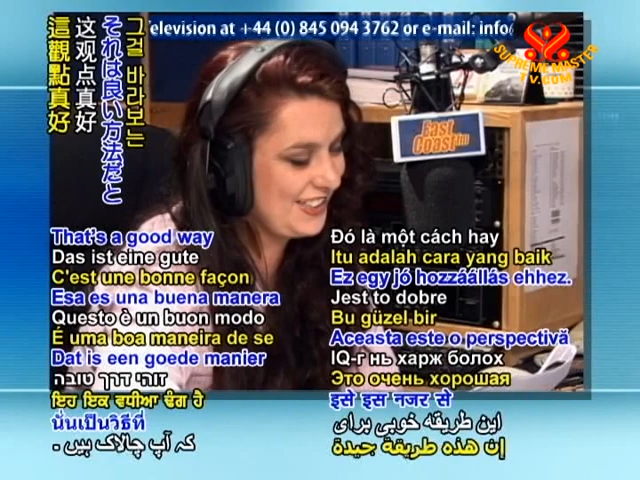 Television at +44 (0) 845 094 3762 or e-mail: info
SUPREME MASTER
TV.COM
그걸 바라보는
それは良い方法だと
这观点真好
這觀點真好
East
Coast fm
That's a good way
Das ist eine gute
C'est une bonne façon
Esa es una buena manera
Questo è un buon modo
É uma boa maneira de se
Dat is een goede manier
זוהי דרך טובה
ਇਹ ਇਕ ਵਧੀਆ ਢੰਗ ਹੈ
นั่นเป็นวิธีที่
کہ آپ چالاک ہیں -
Đó là một cách hay
Itu adalah cara yang baik
Ez egy jó hozzáállás ehhez.
Jest to dobre
Bu güzel bir
Aceasta este o perspectivă
IQ-г нь харж болох
Это очень хорошая
इसे इस नजर से
این طریقه خوبی برای
إن هذه طريقة جيدة